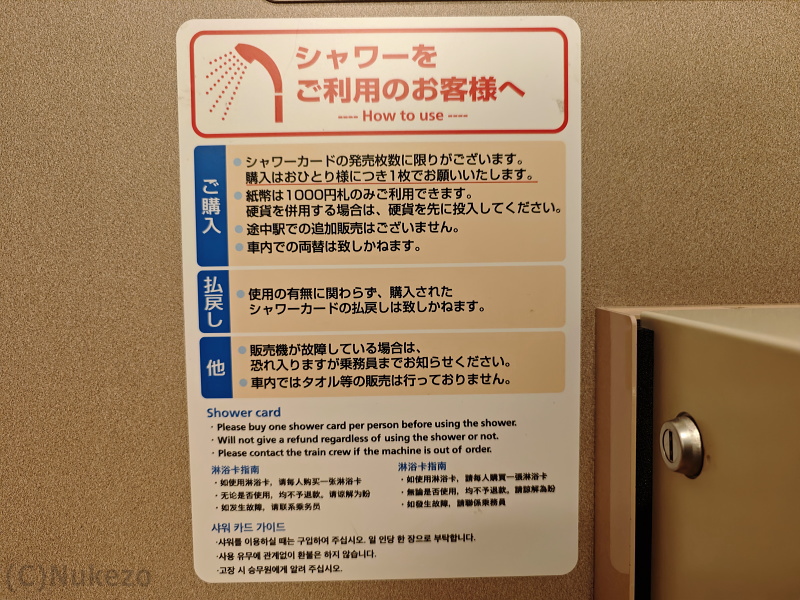 シャワーを
ご利用のお客様へ
---- How to use ----
ご購入
● シャワーカードの発売枚数に限りがございます。
購入はおひとり様につき1枚でお願いいたします。
● 紙幣は1000円札のみご利用できます。
硬貨を併用する場合は、硬貨を先に投入してください。
● 途中駅での追加販売はございません。
● 車内での両替は致しかねます。
払戻し
● 使用の有無に関わらず、購入された
シャワーカードの払戻しは致しかねます。
他
● 販売機が故障している場合は、
恐れ入りますが乗務員までお知らせください。
● 車内ではタオル等の販売は行っておりません。
Shower card
・Please buy one shower card per person before using the shower.
・Will not give a refund regardless of using the shower or not.
・Please contact the train crew if the machine is out of order.
淋浴卡指南
・如使用淋浴卡，请每人购买一张淋浴卡
・无论是否使用，均不予退款，请谅解为盼
・如发生故障，请联系乘务员
淋浴卡指南
・如使用淋浴卡，請每人購買一張淋浴卡
・無論是否使用，均不予退款，請諒解為盼
・如發生故障，請聯係乘務員
샤워 카드 가이드
·샤워를 이용하실 때는 구입하여 주십시오. 일 인당 한 장으로 부탁합니다.
·사용 유무에 관계없이 환불은 하지 않습니다.
·고장 시 승무원에게 알려 주십시오.
(C)Nukezo